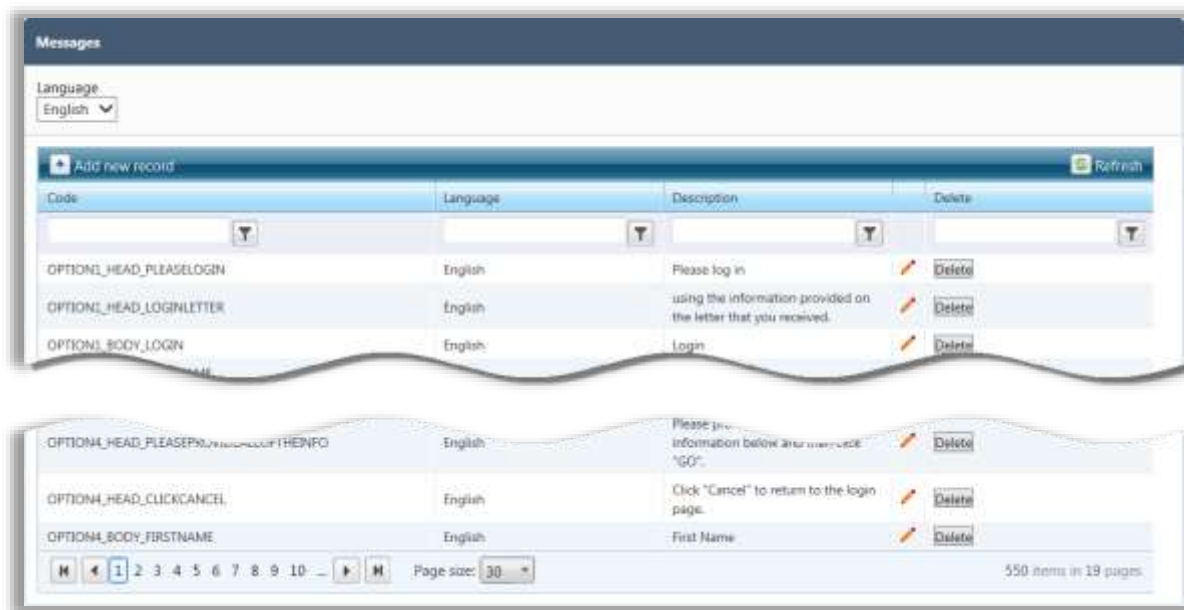 Messages
Language
English
Add new record Refresh
Code Language Description Delete
OPTION1_HEAD_PLEASELOGIN English Please log in Delete
OPTION1_HEAD_LOGINLETTER English using the information provided on
the letter that you received. Delete
OPTION1_BODY_LOGIN English Login Delete
English Please
information below and then click
"GO". Delete
OPTION4_HEAD_CLICKCANCEL English Click "Cancel" to return to the login
page. Delete
OPTION4_BODY_FIRSTNAME English First Name Delete
1 2 3 4 5 6 7 8 9 10 ... Page size: 30 550 items in 19 pages